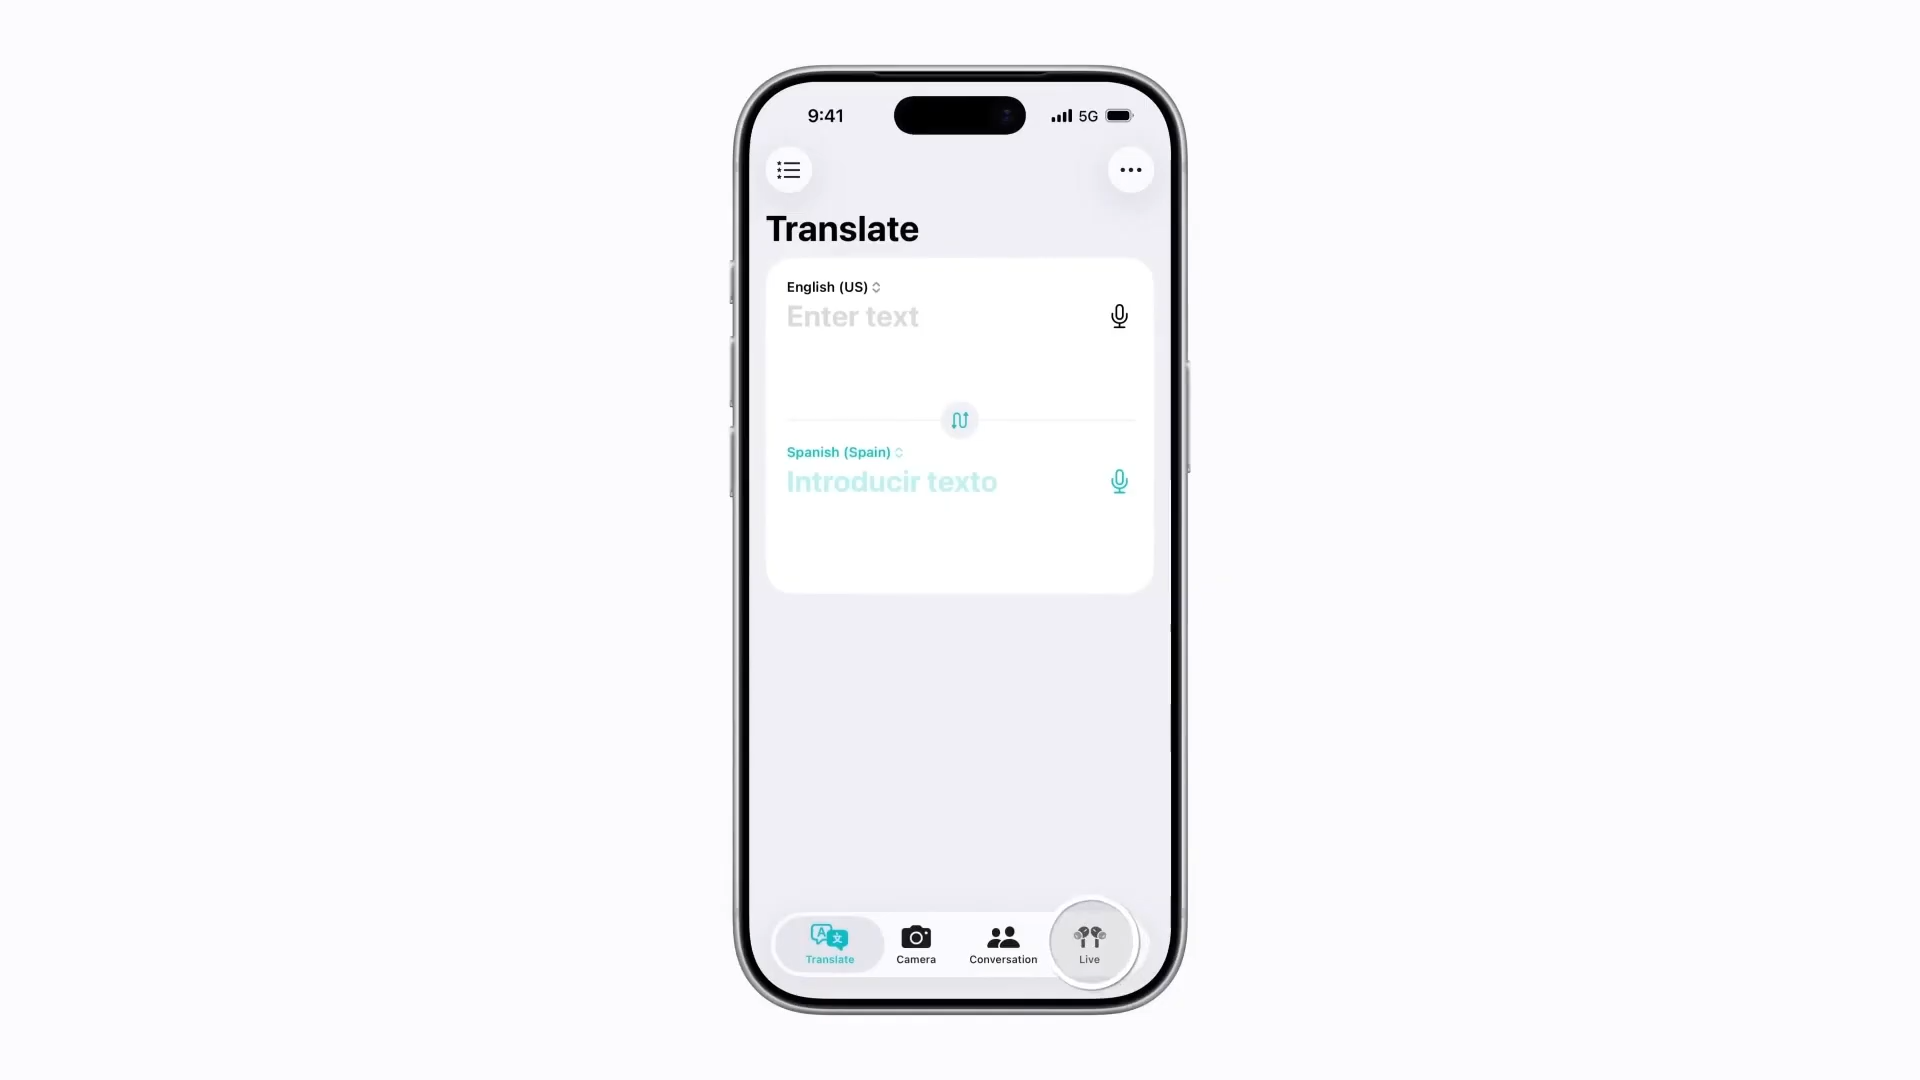 9:41 5G
Translate
English (US)
Enter text
Spanish (Spain)
Introducir texto
Translate Camera Conversation Live